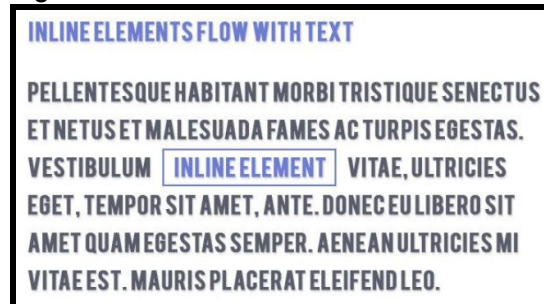 INLINE ELEMENTS FLOW WITH TEXT
PELLENTESQUE HABITANT MORBI TRISTIQUE SENECTUS
ET NETUS ET MALESUADA FAMES AC TURPIS EGESTAS.
VESTIBULUM INLINE ELEMENT VITAE, ULTRICIES
EGET, TEMPOR SIT AMET, ANTE. DONEC EU LIBERO SIT
AMET QUAM EGESTAS SEMPER. AENEAN ULTRICIES MI
VITAE EST. MAURIS PLACERAT ELEIFEND LEO.